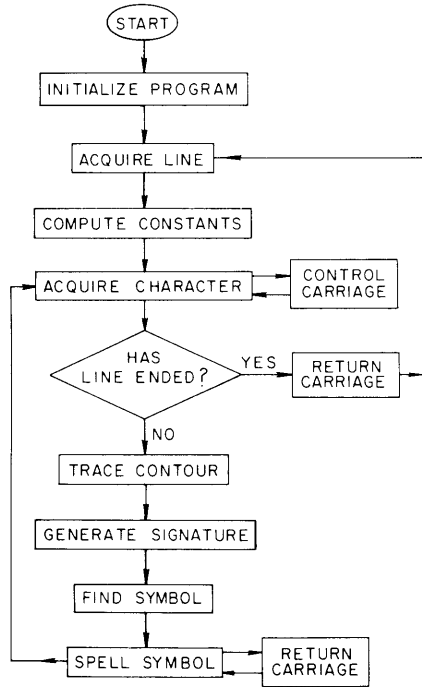 START
INITIALIZE PROGRAM
ACQUIRE LINE
COMPUTE CONSTANTS
ACQUIRE CHARACTER
CONTROL
CARRIAGE
HAS
LINE ENDED?
YES
RETURN
CARRIAGE
NO
TRACE CONTOUR
GENERATE SIGNATURE
FIND SYMBOL
SPELL SYMBOL
RETURN
CARRIAGE